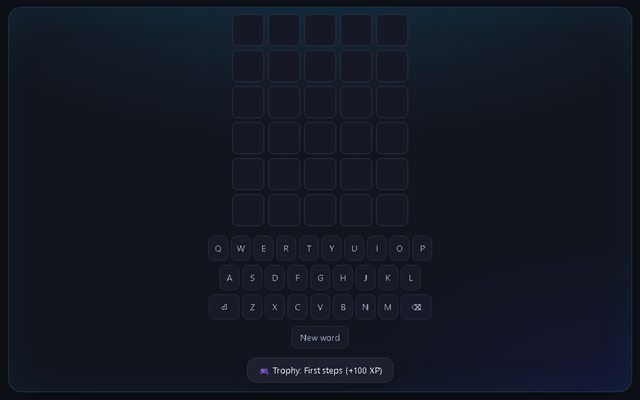 Q W E R T Y U I O P
A S D F G H J K L
⏎ Z X C V B N M ⌫
New word
🎮 Trophy: First steps (+100 XP)